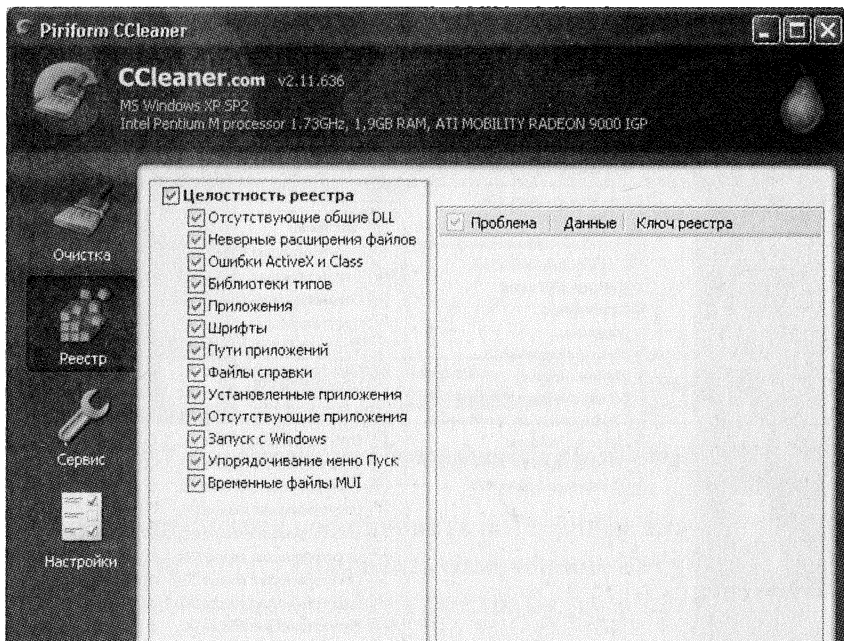 Piriform CCleaner
CCleaner.com v2.11.636
MS Windows XP SP2
Intel Pentium M processor 1.73GHz, 1,9GB RAM, ATI MOBILITY RADEON 9000 IGP
Очистка
Реестр
Сервис
Настройки
Целостность реестра
Отсутствующие общие DLL
Неверные расширения файлов
Ошибки ActiveX и Class
Библиотеки типов
Приложения
Шрифты
Пути приложений
Файлы справки
Установленные приложения
Отсутствующие приложения
Запуск с Windows
Упорядочивание меню Пуск
Временные файлы MUI
Проблема Данные Ключ реестра